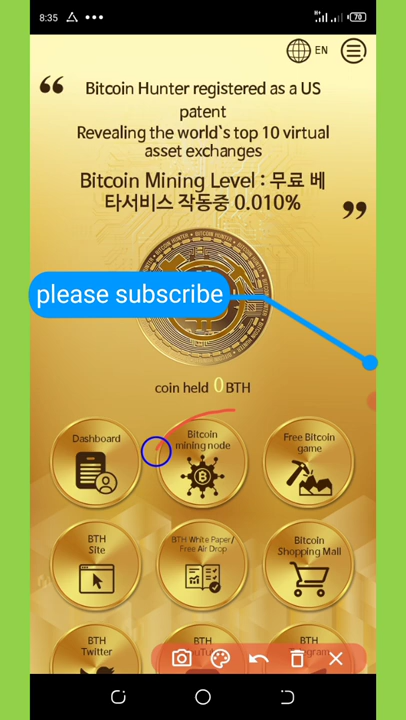 8:35
70
EN
“ Bitcoin Hunter registered as a US
patent
Revealing the world`s top 10 virtual
asset exchanges
Bitcoin Mining Level : 무료 베
타서비스 작동중 0.010% ”
BITCOIN HUNTER
please subscribe
coin held 0 BTH
Dashboard
Bitcoin
mining node
Free Bitcoin
game
BTH
Site
BTH White Paper/
Free Air Drop
Bitcoin
Shopping Mall
BTH
Twitter
BTH
BTH